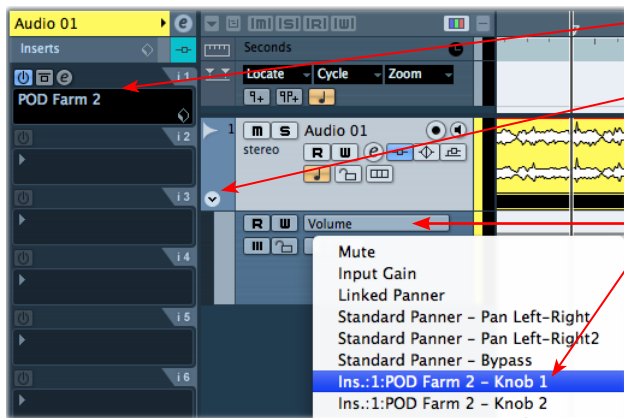 Audio 01
Inserts
i 1
POD Farm 2
i 2
i 3
i 4
i 5
i 6
m S R W
Seconds
Locate Cycle Zoom
1 m S Audio 01
stereo R W e
R W Volume
Mute
Input Gain
Linked Panner
Standard Panner - Pan Left-Right
Standard Panner - Pan Left-Right2
Standard Panner - Bypass
Ins.:1:POD Farm 2 - Knob 1
Ins.:1:POD Farm 2 - Knob 2